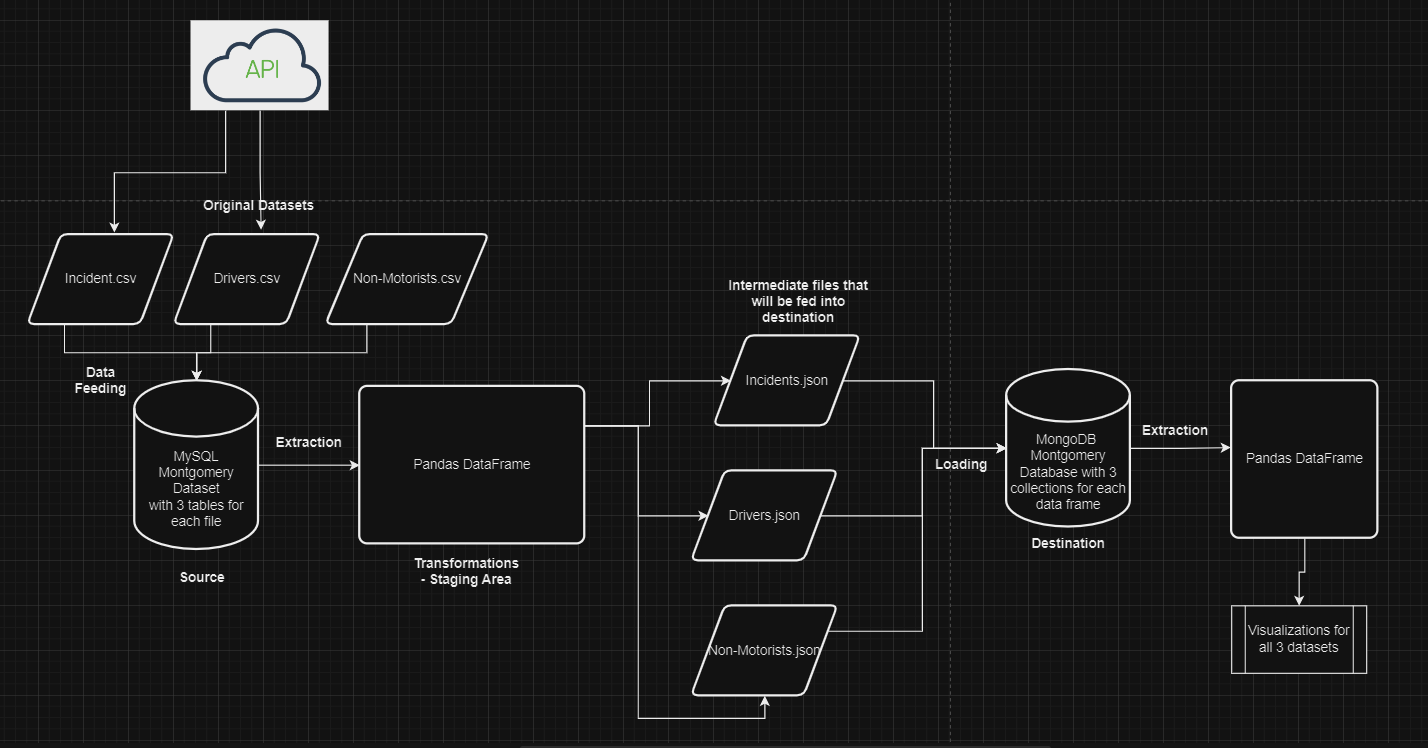 API
Original Datasets
Incident.csv
Drivers.csv
Non-Motorists.csv
Data
Feeding
MySQL
Montgomery
Dataset
with 3 tables for
each file
Source
Extraction
Pandas DataFrame
Transformations
- Staging Area
Intermediate files that
will be fed into
destination
Incidents.json
Drivers.json
Non-Motorists.json
Loading
MongoDB
Montgomery
Database with 3
collections for each
data frame
Destination
Extraction
Pandas DataFrame
Visualizations for
all 3 datasets